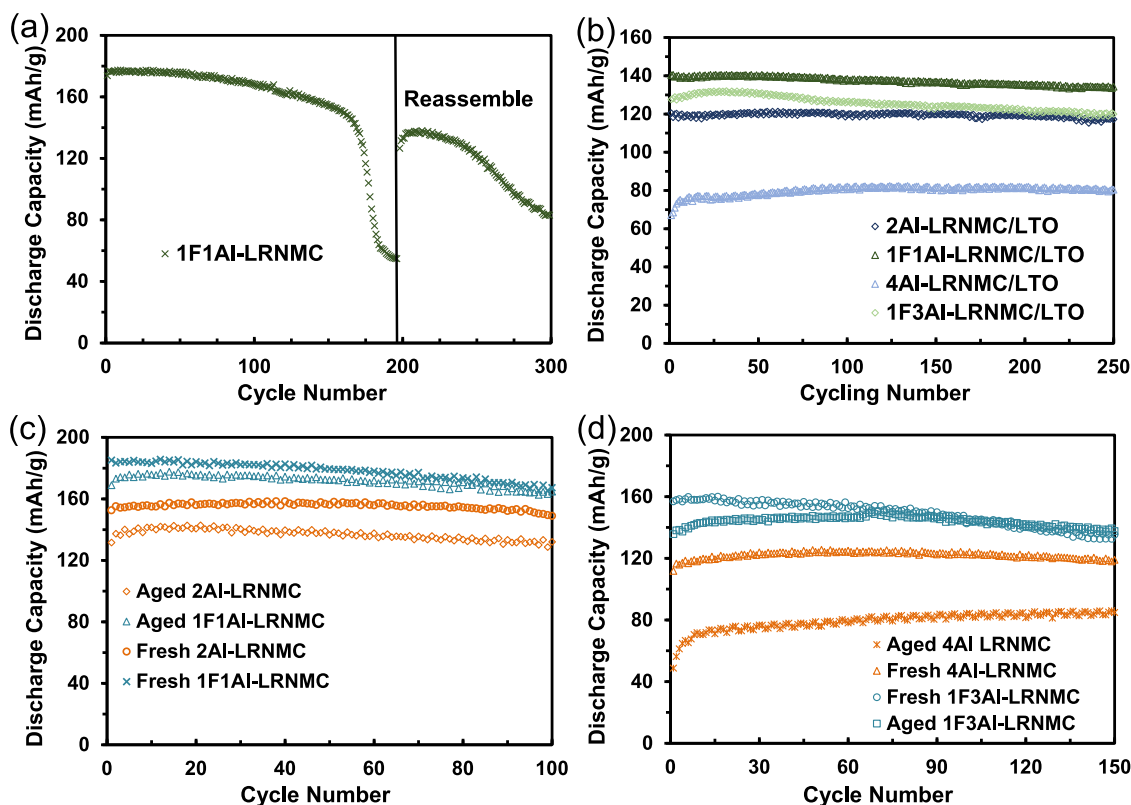 (a)
200
160
120
80
40
0
Discharge Capacity (mAh/g)
Reassemble
1F1Al-LRNMC
0
100
200
300
Cycle Number
(b)
160
140
120
100
80
60
40
20
0
Discharge Capacity (mAh/g)
2Al-LRNMC/LTO
1F1Al-LRNMC/LTO
4Al-LRNMC/LTO
1F3Al-LRNMC/LTO
0
50
100
150
200
250
Cycling Number
(c)
200
160
120
80
40
0
Discharge Capacity (mAh/g)
Aged 2Al-LRNMC
Aged 1F1Al-LRNMC
Fresh 2Al-LRNMC
Fresh 1F1Al-LRNMC
0
20
40
60
80
100
Cycle Number
(d)
200
160
120
80
40
0
Discharge Capacity (mAh/g)
Aged 4Al LRNMC
Fresh 4Al-LRNMC
Fresh 1F3Al-LRNMC
Aged 1F3Al-LRNMC
0
30
60
90
120
150
Cycle Number